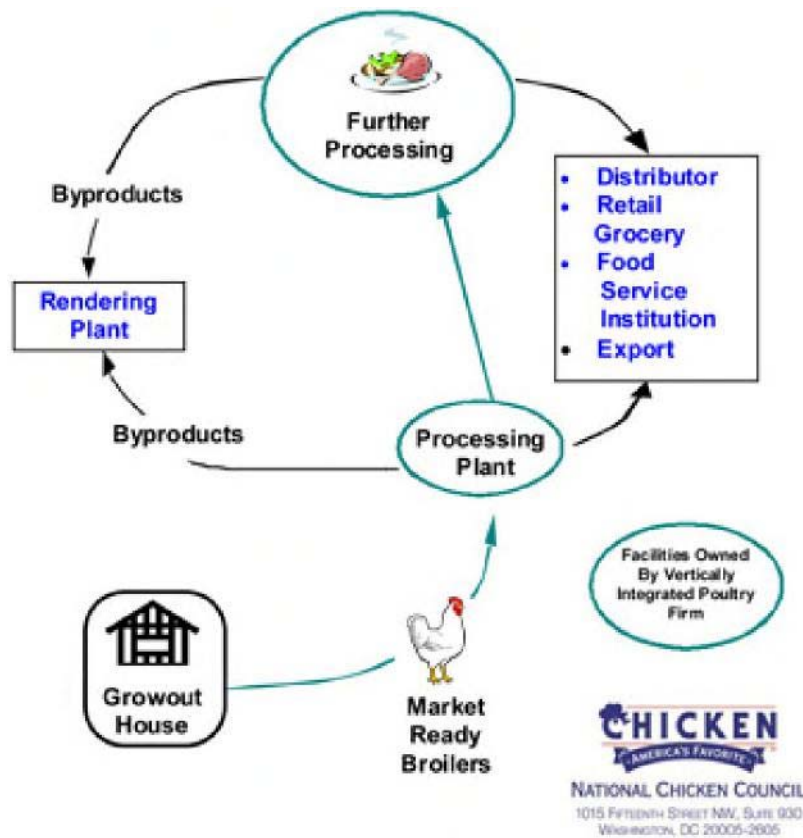 Further
Processing
Byproducts
• Distributor
• Retail
Grocery
• Food
Service
Institution
• Export
Rendering
Plant
Byproducts
Processing
Plant
Facilities Owned
By Vertically
Integrated Poultry
Firm
Growout
House
Market
Ready
Broilers
CHICKEN
AMERICA'S FAVORITE
NATIONAL CHICKEN COUNCIL
1015 FIFTEENTH STREET NW, SUITE 930
WASHINGTON, DC 20005-2605